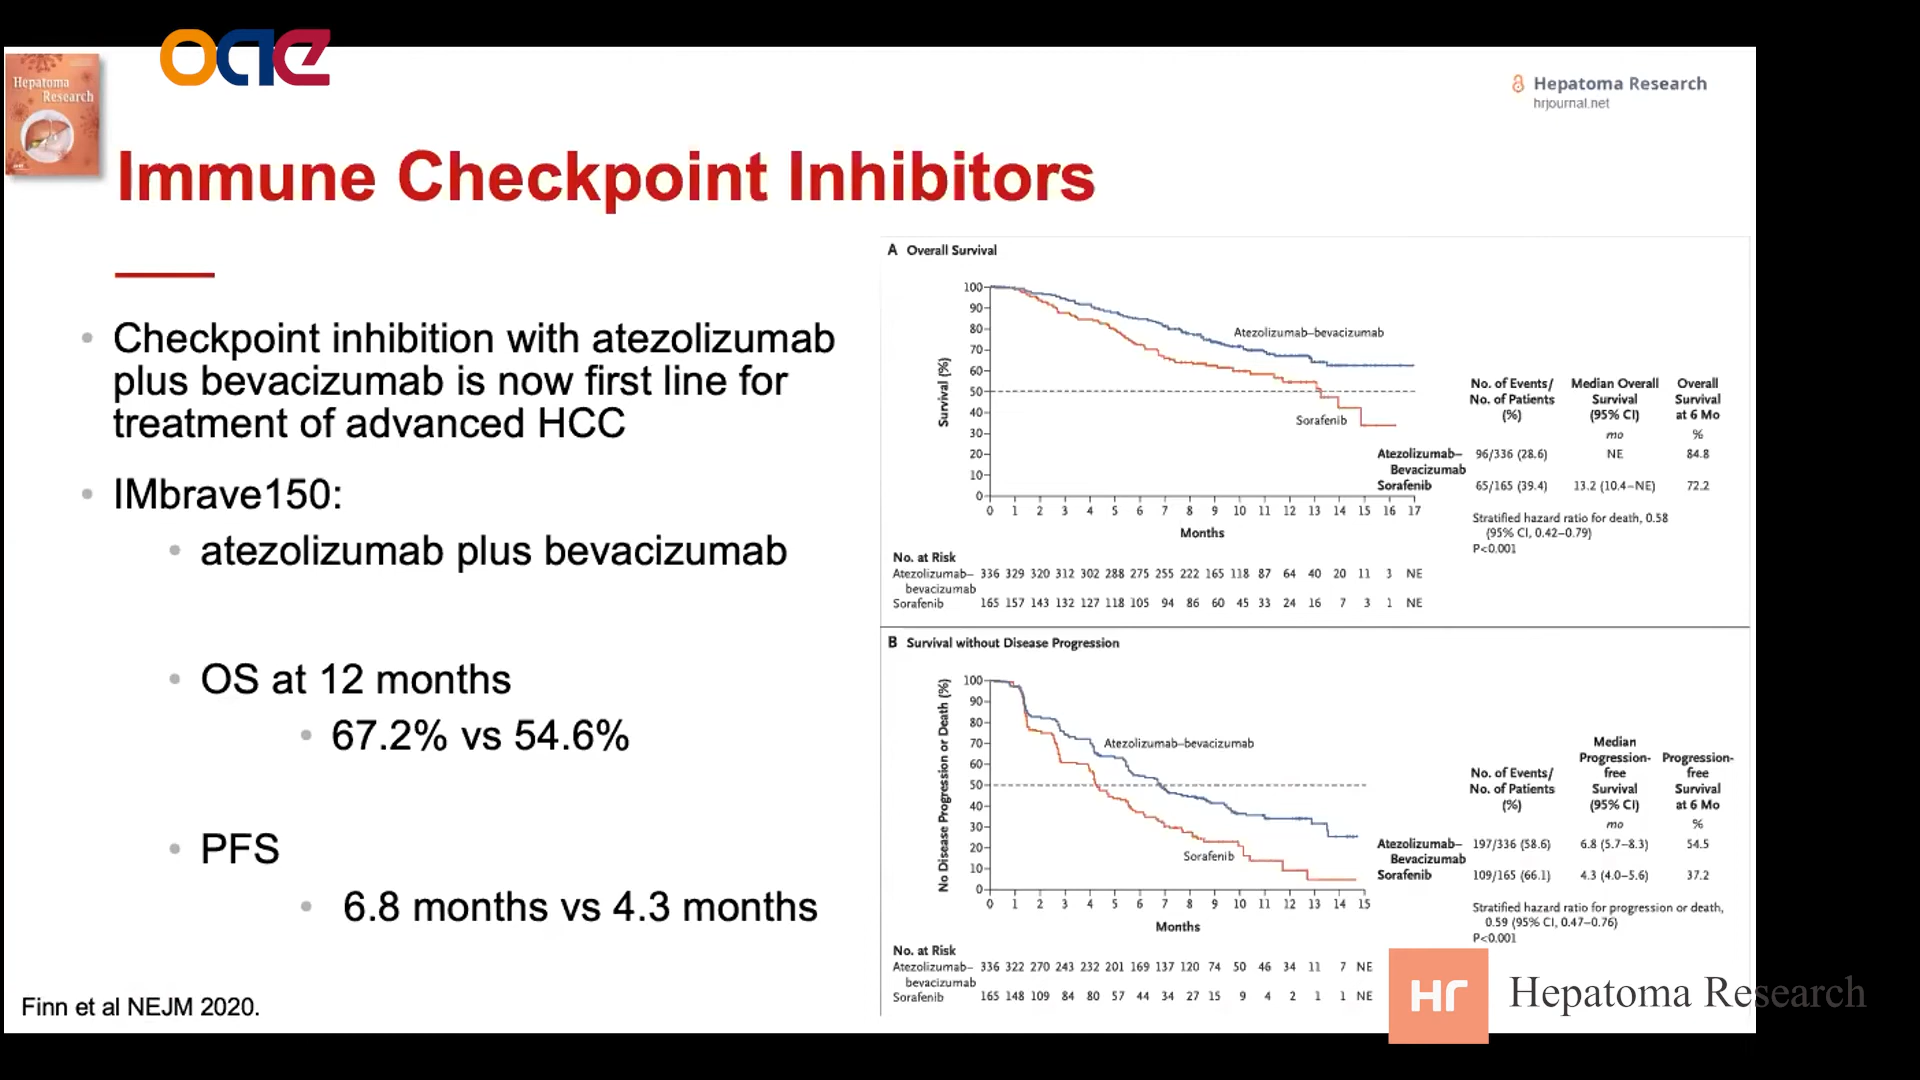 oae
Hepatoma
Research
Hepatoma Research
hrjournal.net
Immune Checkpoint Inhibitors
• Checkpoint inhibition with atezolizumab
plus bevacizumab is now first line for
treatment of advanced HCC
• IMbrave150:
• atezolizumab plus bevacizumab
• OS at 12 months
• 67.2% vs 54.6%
• PFS
• 6.8 months vs 4.3 months
Finn et al NEJM 2020.
A Overall Survival
Survival (%)
100
90
80
70
60
50
40
30
20
10
0
Atezolizumab–bevacizumab
Sorafenib
0 1 2 3 4 5 6 7 8 9 10 11 12 13 14 15 16 17
Months
No. of Events/ Median Overall Overall
No. of Patients Survival Survival
(%) (95% CI) at 6 Mo
mo %
Atezolizumab– 96/336 (28.6) NE 84.8
Bevacizumab
Sorafenib 65/165 (39.4) 13.2 (10.4–NE) 72.2
Stratified hazard ratio for death, 0.58
(95% CI, 0.42–0.79)
P<0.001
No. at Risk
Atezolizumab– 336 329 320 312 302 288 275 255 222 165 118 87 64 40 20 11 3 NE
bevacizumab
Sorafenib 165 157 143 132 127 118 105 94 86 60 45 33 24 16 7 3 1 NE
B Survival without Disease Progression
No Disease Progression or Death (%)
100
90
80
70
60
50
40
30
20
10
0
Atezolizumab–bevacizumab
Sorafenib
0 1 2 3 4 5 6 7 8 9 10 11 12 13 14 15
Months
Median
Progression- Progression-
free free
No. of Events/ Survival Survival
No. of Patients (95% CI) at 6 Mo
(%)
mo %
Atezolizumab– 197/336 (58.6) 6.8 (5.7–8.3) 54.5
Bevacizumab
Sorafenib 109/165 (66.1) 4.3 (4.0–5.6) 37.2
Stratified hazard ratio for progression or death,
0.59 (95% CI, 0.47–0.76)
P<0.001
No. at Risk
Atezolizumab– 336 322 270 243 232 201 169 137 120 74 50 46 34 11 7 NE
bevacizumab
Sorafenib 165 148 109 84 80 57 44 34 27 15 9 4 2 1 1 NE
Hr Hepatoma Research